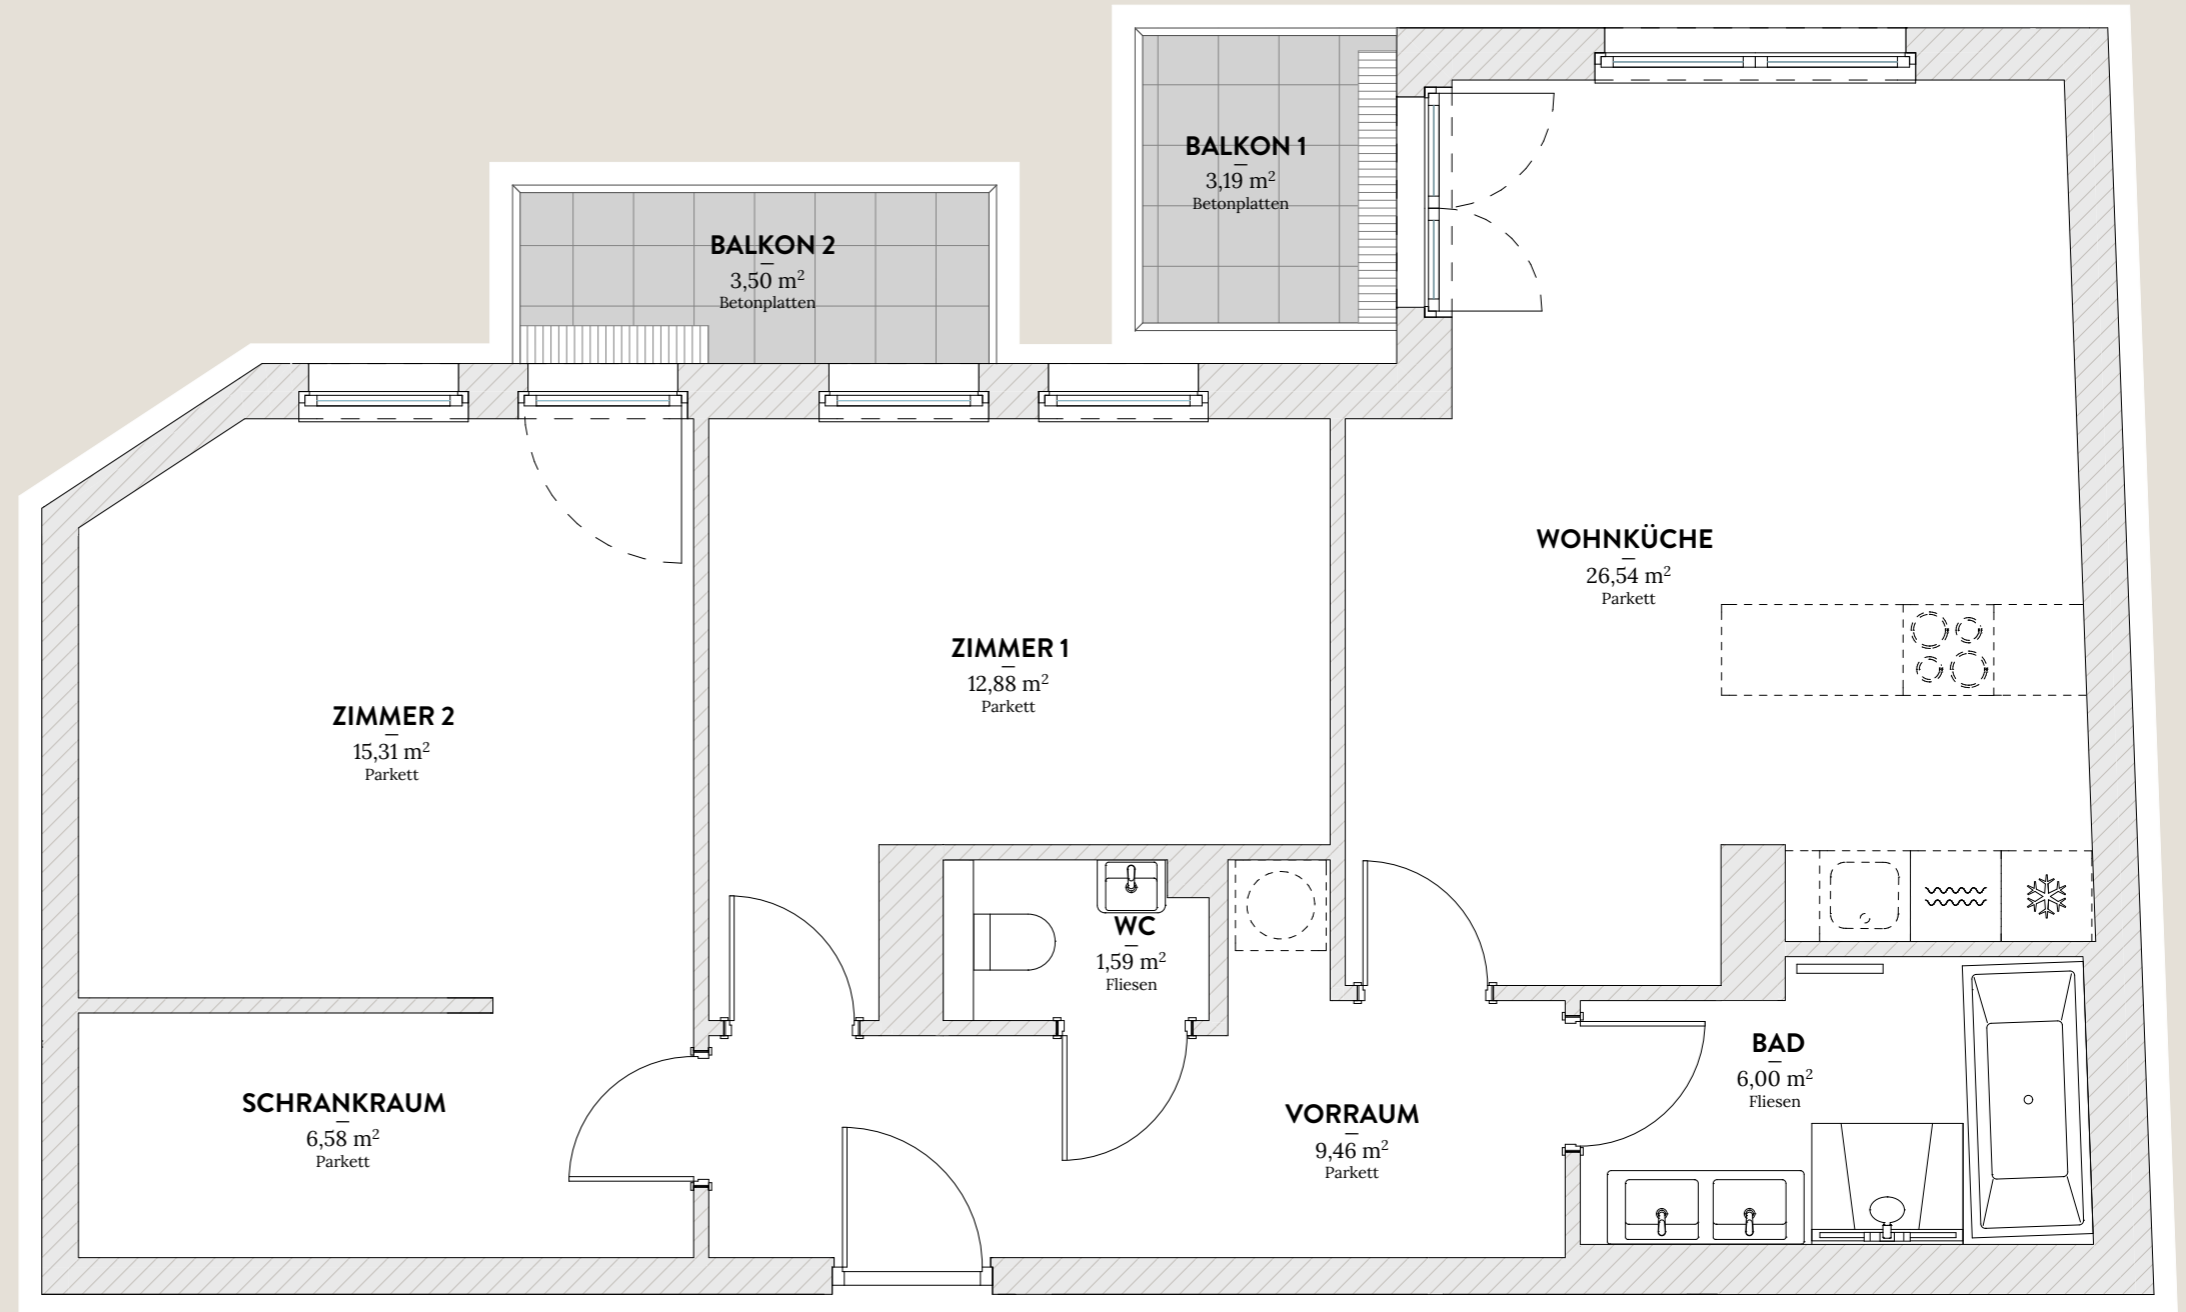 BALKON 1
3,19 m²
Betonplatten
BALKON 2
3,50 m²
Betonplatten
WOHNKÜCHE
26,54 m²
Parkett
ZIMMER 1
12,88 m²
Parkett
ZIMMER 2
15,31 m²
Parkett
WC
1,59 m²
Fliesen
BAD
6,00 m²
Fliesen
SCHRANKRAUM
6,58 m²
Parkett
VORRAUM
9,46 m²
Parkett